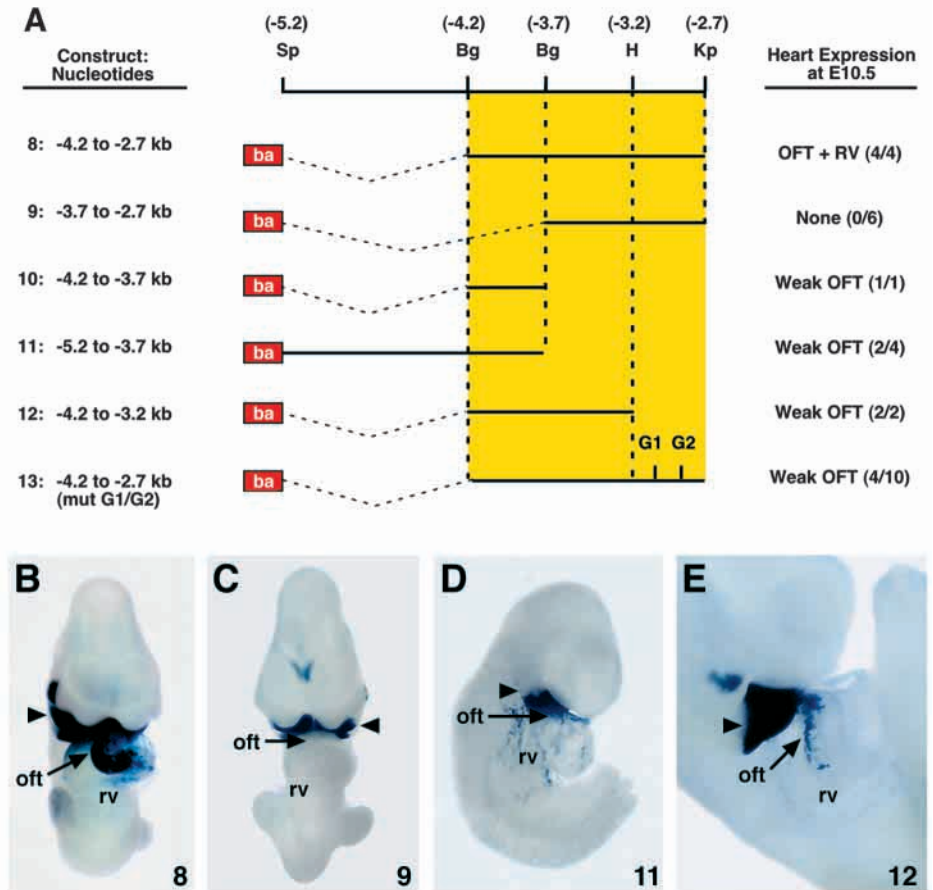 A
(-5.2) (-4.2) (-3.7) (-3.2) (-2.7)
Sp Bg Bg H Kp
Construct:
Nucleotides
Heart Expression
at E10.5
8: -4.2 to -2.7 kb ba OFT + RV (4/4)
9: -3.7 to -2.7 kb ba None (0/6)
10: -4.2 to -3.7 kb ba Weak OFT (1/1)
11: -5.2 to -3.7 kb ba Weak OFT (2/4)
12: -4.2 to -3.2 kb ba Weak OFT (2/2)
G1 G2
13: -4.2 to -2.7 kb ba Weak OFT (4/10)
(mut G1/G2)
B
oft
rv
8
C
oft
rv
9
D
oft
rv
11
E
oft
rv
12